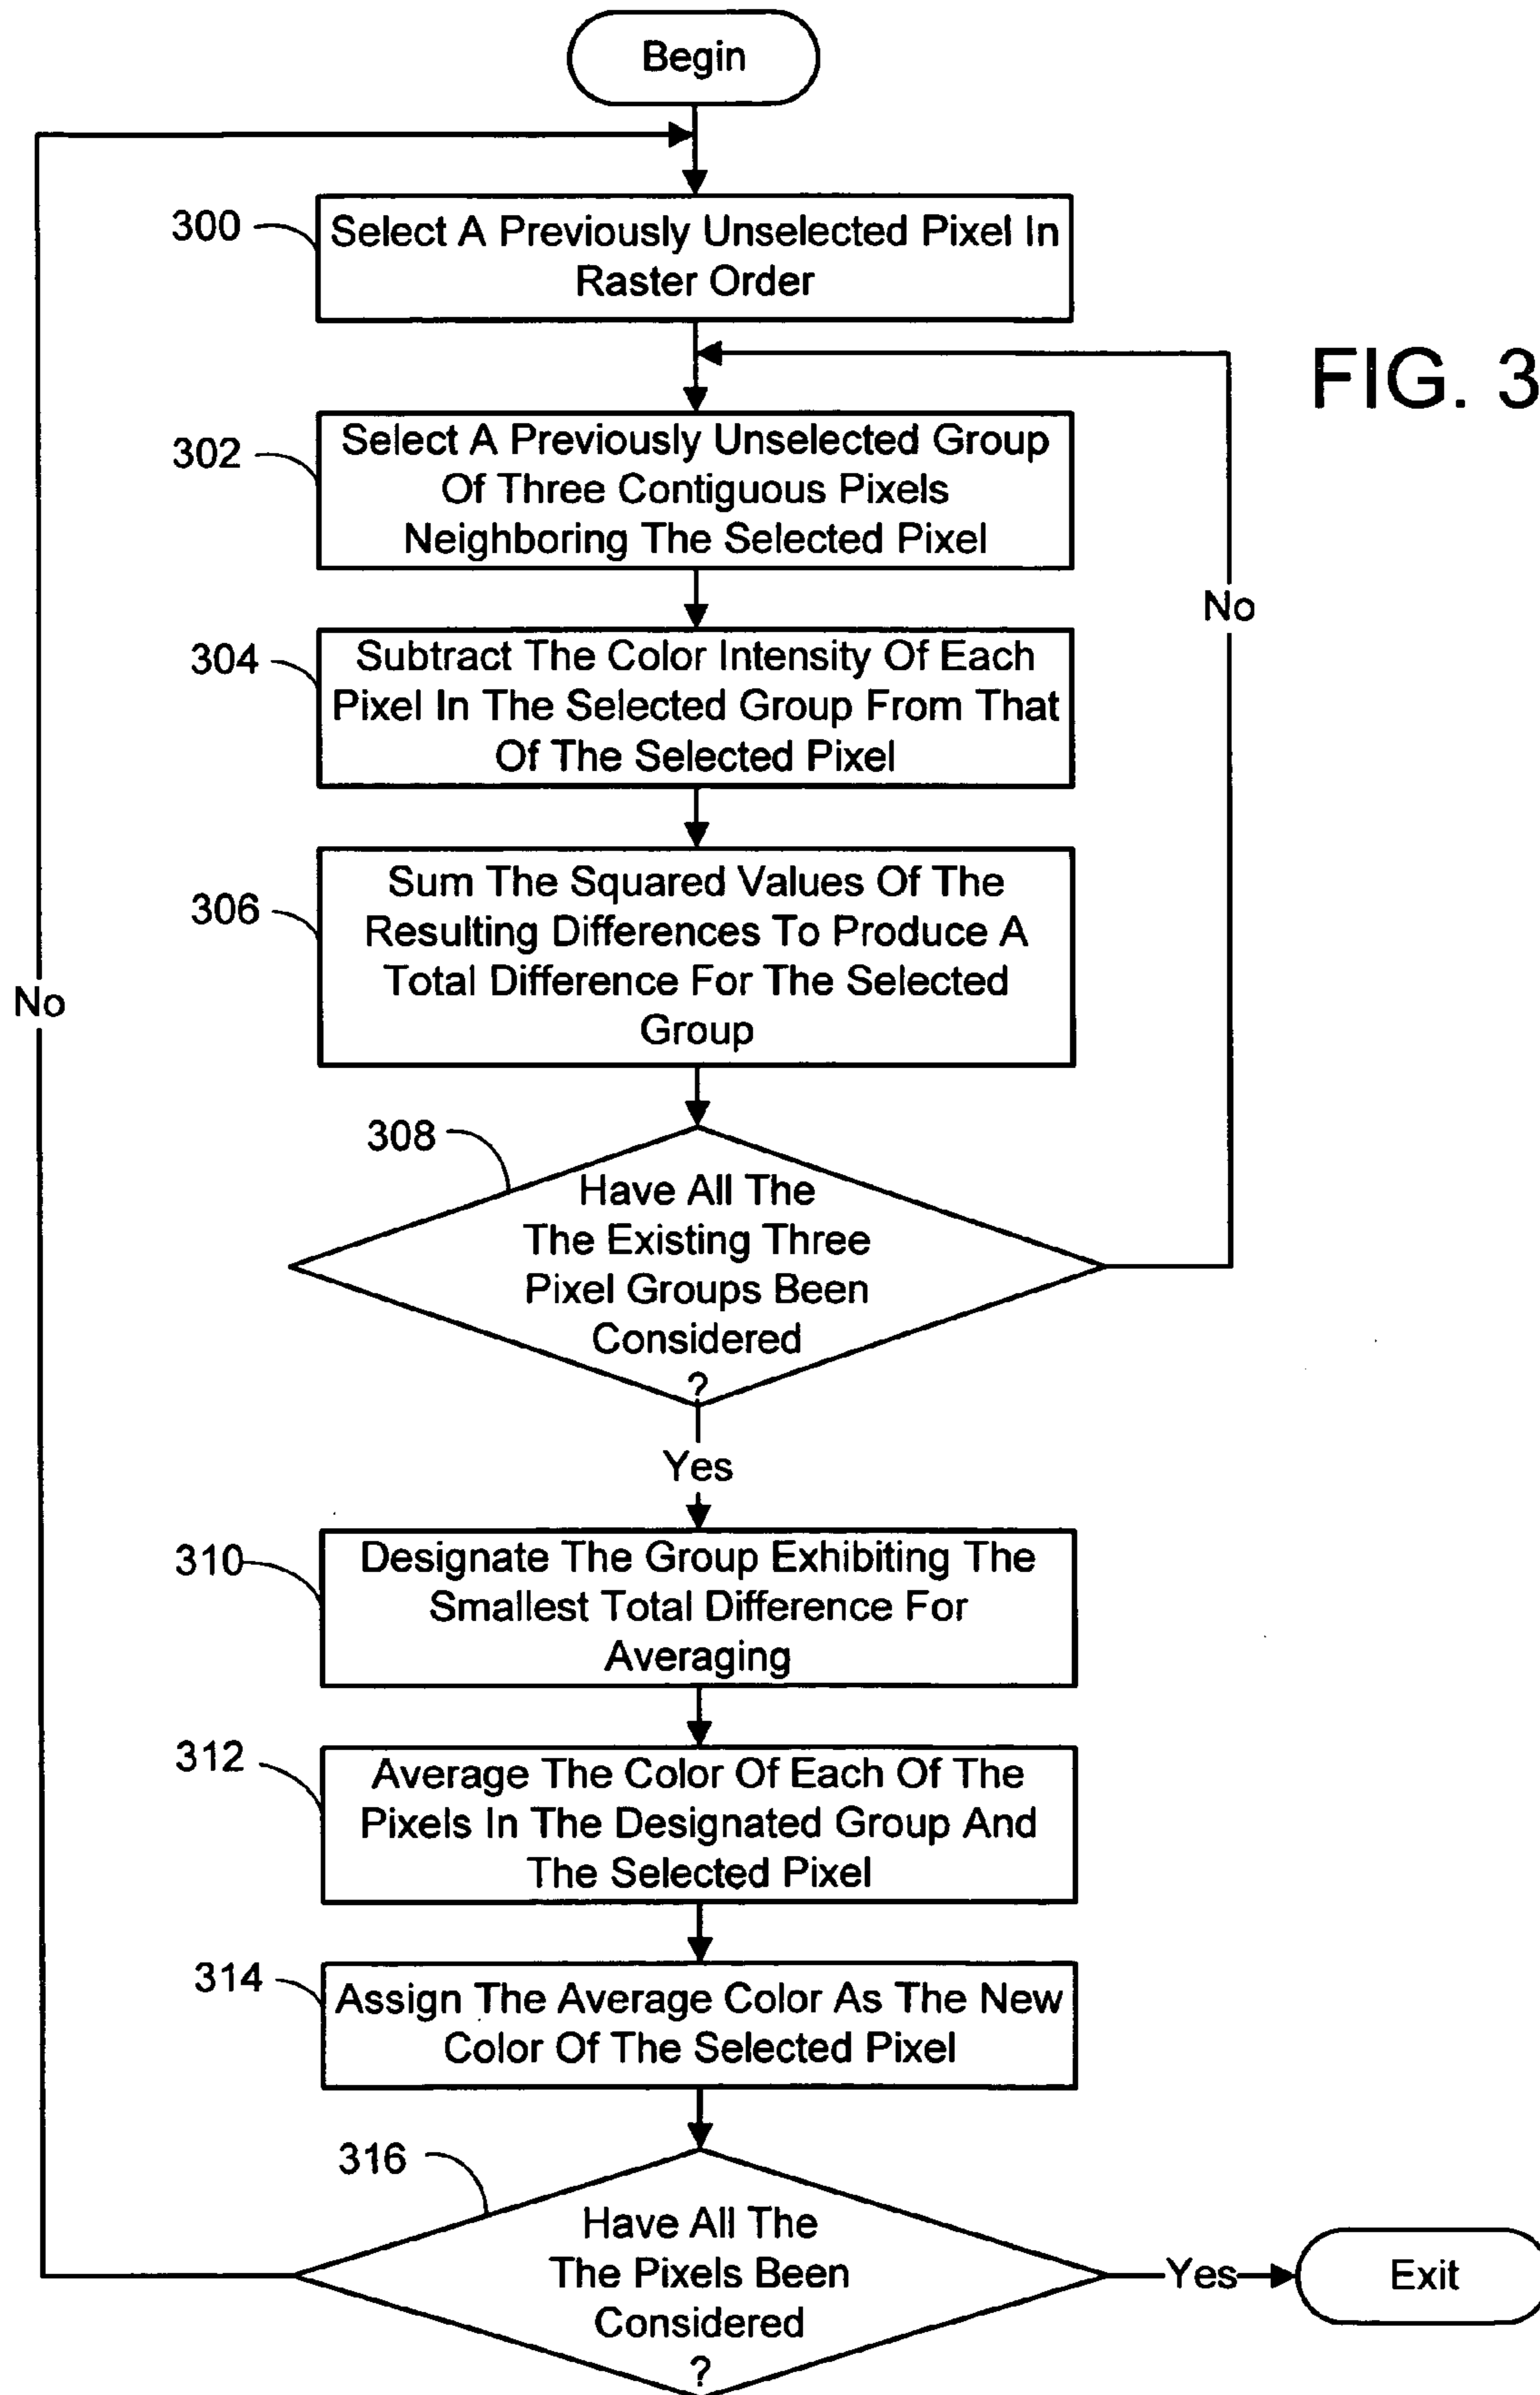 Begin
300
Select A Previously Unselected Pixel In
Raster Order
FIG. 3
302
Select A Previously Unselected Group
Of Three Contiguous Pixels
Neighboring The Selected Pixel
No
304
Subtract The Color Intensity Of Each
Pixel In The Selected Group From That
Of The Selected Pixel
306
Sum The Squared Values Of The
Resulting Differences To Produce A
Total Difference For The Selected
Group
No
308
Have All The
The Existing Three
Pixel Groups Been
Considered
?
Yes
310
Designate The Group Exhibiting The
Smallest Total Difference For
Averaging
312
Average The Color Of Each Of The
Pixels In The Designated Group And
The Selected Pixel
314
Assign The Average Color As The New
Color Of The Selected Pixel
316
Have All The
The Pixels Been
Considered
?
Yes
Exit